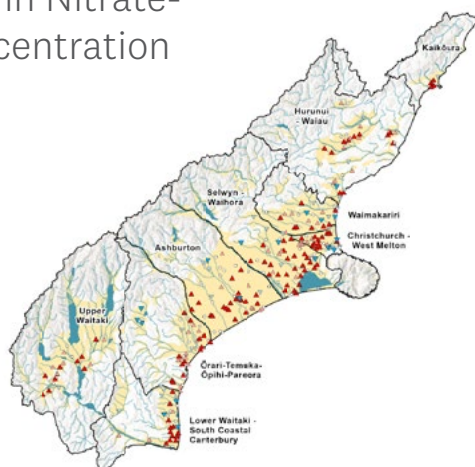 in Nitrate-
centration
Kaikōura
Hurunui
- Waiau
Selwyn -
Waihora
Waimakariri
Ashburton
Christchurch -
West Melton
Upper
Waitaki
Ōrari-Temuka-
Ōpihi-Pareora
Lower Waitaki -
South Coastal
Canterbury